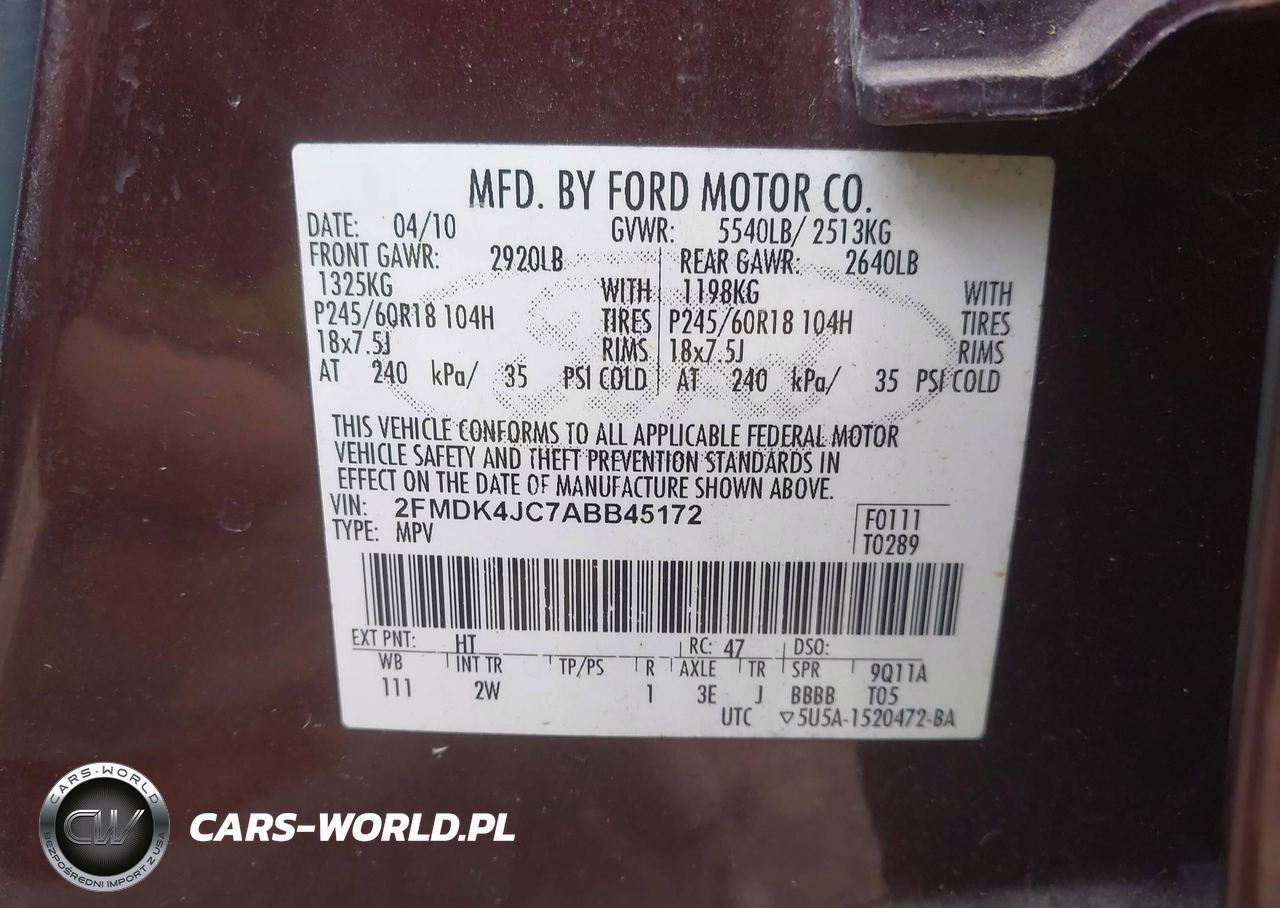 MFD. BY FORD MOTOR CO.
DATE: 04/10 GVWR: 5540LB/ 2513KG
FRONT GAWR: 2920LB REAR GAWR: 2640LB
1325KG WITH 1198KG WITH
P245/60R18 104H TIRES P245/60R18 104H TIRES
18x7.5J RIMS 18x7.5J RIMS
AT 240 kPa/ 35 PSI COLD AT 240 kPa/ 35 PSI COLD
THIS VEHICLE CONFORMS TO ALL APPLICABLE FEDERAL MOTOR
VEHICLE SAFETY AND THEFT PREVENTION STANDARDS IN
EFFECT ON THE DATE OF MANUFACTURE SHOWN ABOVE.
VIN: 2FMDK4JC7ABB45172
TYPE: MPV
F0111
T0289
EXT PNT: HT RC: 47 DSO:
WB INT TR TP/PS R AXLE TR SPR 9Q11A
111 2W 1 3E J BBBB T05
UTC ▽5U5A-1520472-BA
CARS-WORLD
CW
BEZPOŚREDNI IMPORT Z USA
CARS-WORLD.PL